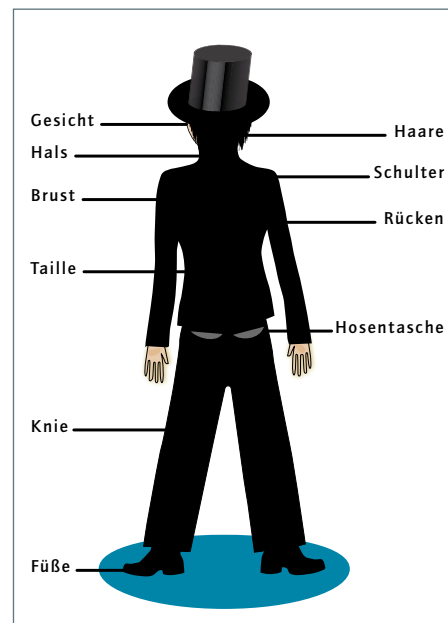 Gesicht
Haare
Hals
Schulter
Brust
Rücken
Taille
Hosentasche
Knie
Füße